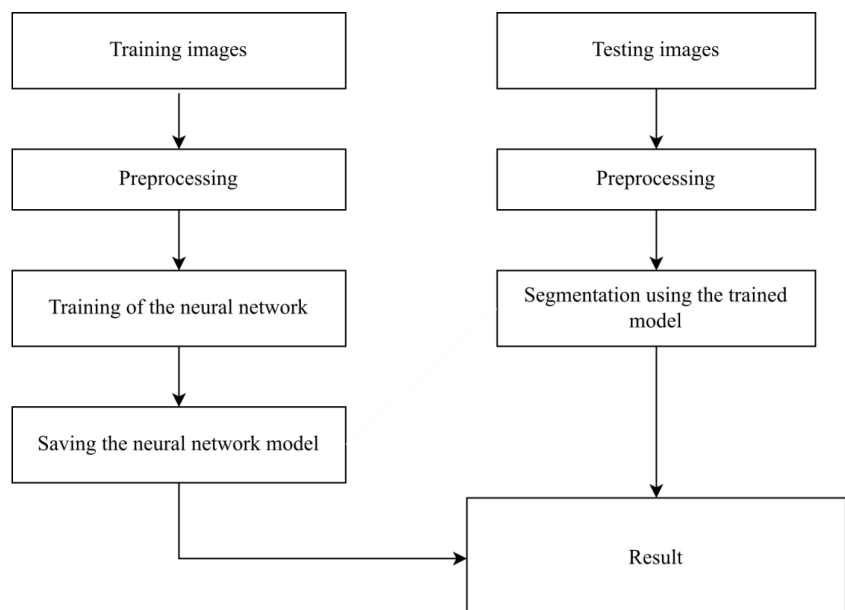 Training images
Preprocessing
Training of the neural network
Saving the neural network model
Testing images
Preprocessing
Segmentation using the trained
model
Result